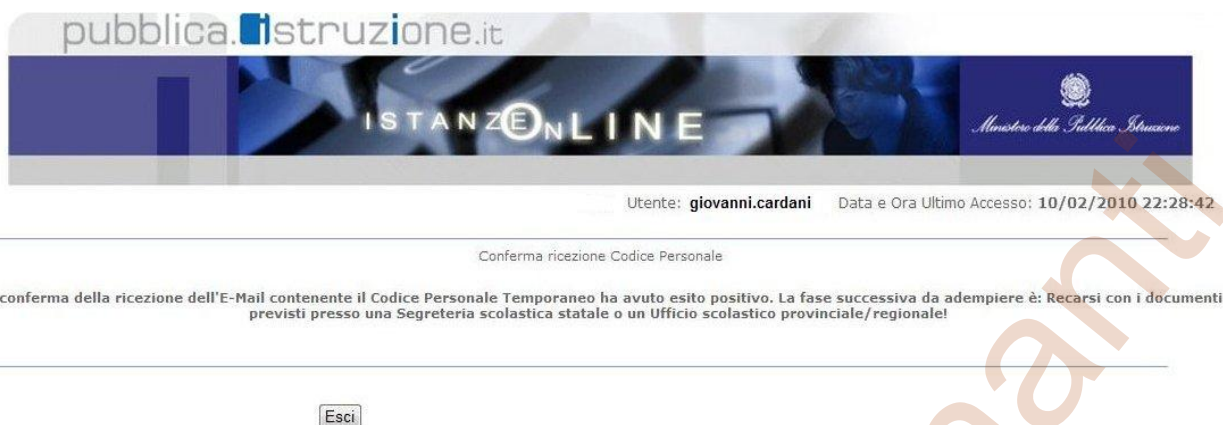 pubblica.istruzione.it
ISTANZEONLINE
Ministero della Pubblica Istruzione
Utente: giovanni.cardani Data e Ora Ultimo Accesso: 10/02/2010 22:28:42
Conferma ricezione Codice Personale
conferma della ricezione dell'E-Mail contenente il Codice Personale Temporaneo ha avuto esito positivo. La fase successiva da adempiere è: Recarsi con i documenti
previsti presso una Segreteria scolastica statale o un Ufficio scolastico provinciale/regionale!
Esci
anti